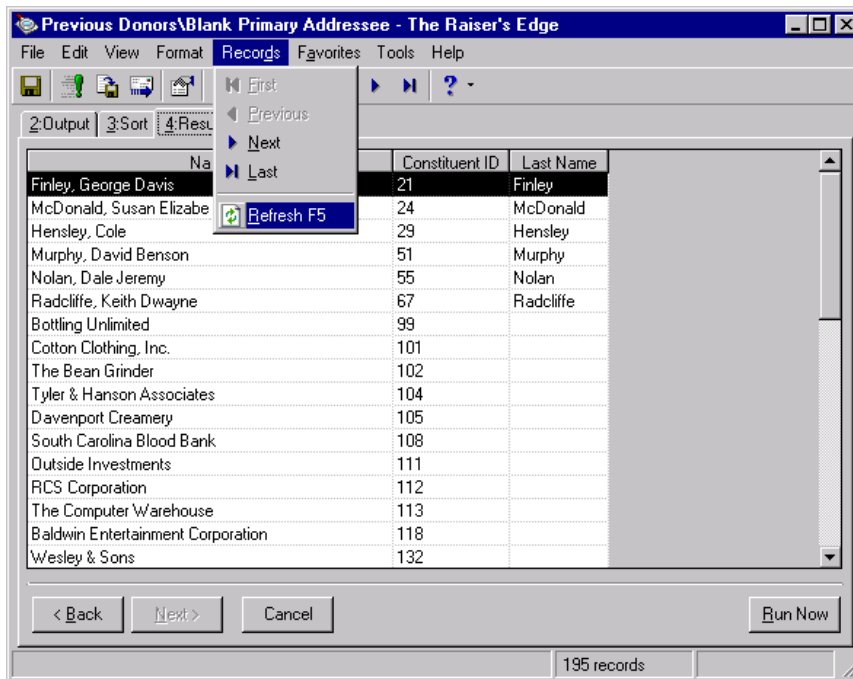 Previous Donors\Blank Primary Addressee - The Raiser's Edge
File Edit View Format Records Favorites Tools Help
First
Previous
Next
Last
Refresh F5
2:Output 3:Sort 4:Resu
Na Constituent ID Last Name
Finley, George Davis 21 Finley
McDonald, Susan Elizabe 24 McDonald
Hensley, Cole 29 Hensley
Murphy, David Benson 51 Murphy
Nolan, Dale Jeremy 55 Nolan
Radcliffe, Keith Dwayne 67 Radcliffe
Bottling Unlimited 99
Cotton Clothing, Inc. 101
The Bean Grinder 102
Tyler & Hanson Associates 104
Davenport Creamery 105
South Carolina Blood Bank 108
Outside Investments 111
RCS Corporation 112
The Computer Warehouse 113
Baldwin Entertainment Corporation 118
Wesley & Sons 132
< Back Next > Cancel Run Now
195 records